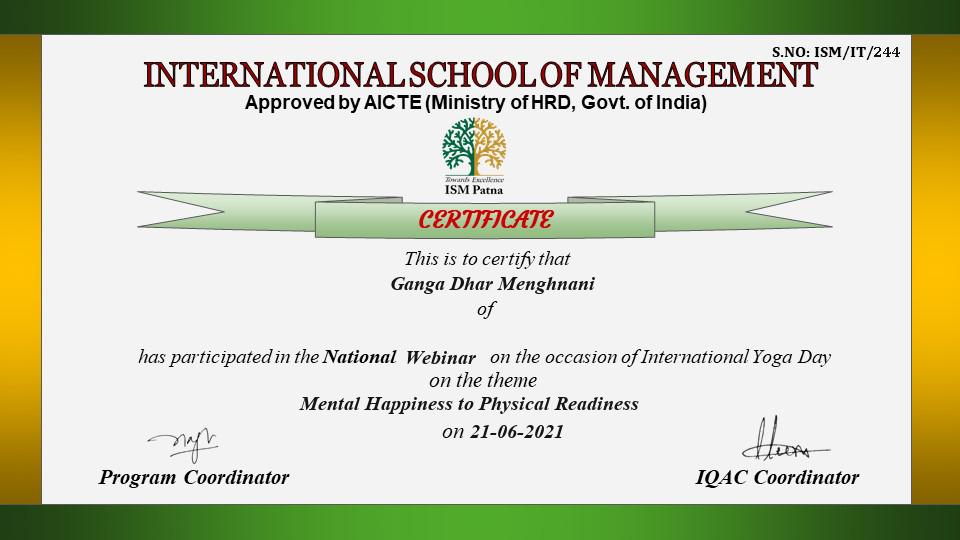 S.NO: ISM/IT/244
INTERNATIONAL SCHOOL OF MANAGEMENT
Approved by AICTE (Ministry of HRD, Govt. of India)
Towards Excellence
ISM Patna
CERTIFICATE
This is to certify that
Ganga Dhar Menghnani
of
has participated in the National Webinar on the occasion of International Yoga Day
on the theme
Mental Happiness to Physical Readiness
on 21-06-2021
Program Coordinator
IQAC Coordinator